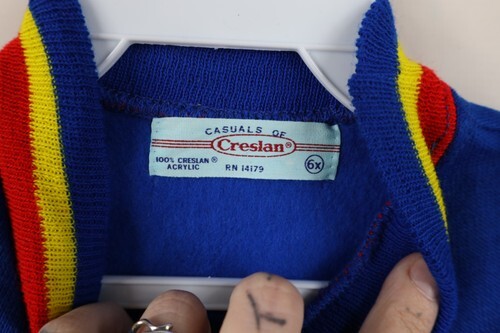 CASUALS OF
Creslan®
100% CRESLAN®
ACRYLIC RN 14179 6X